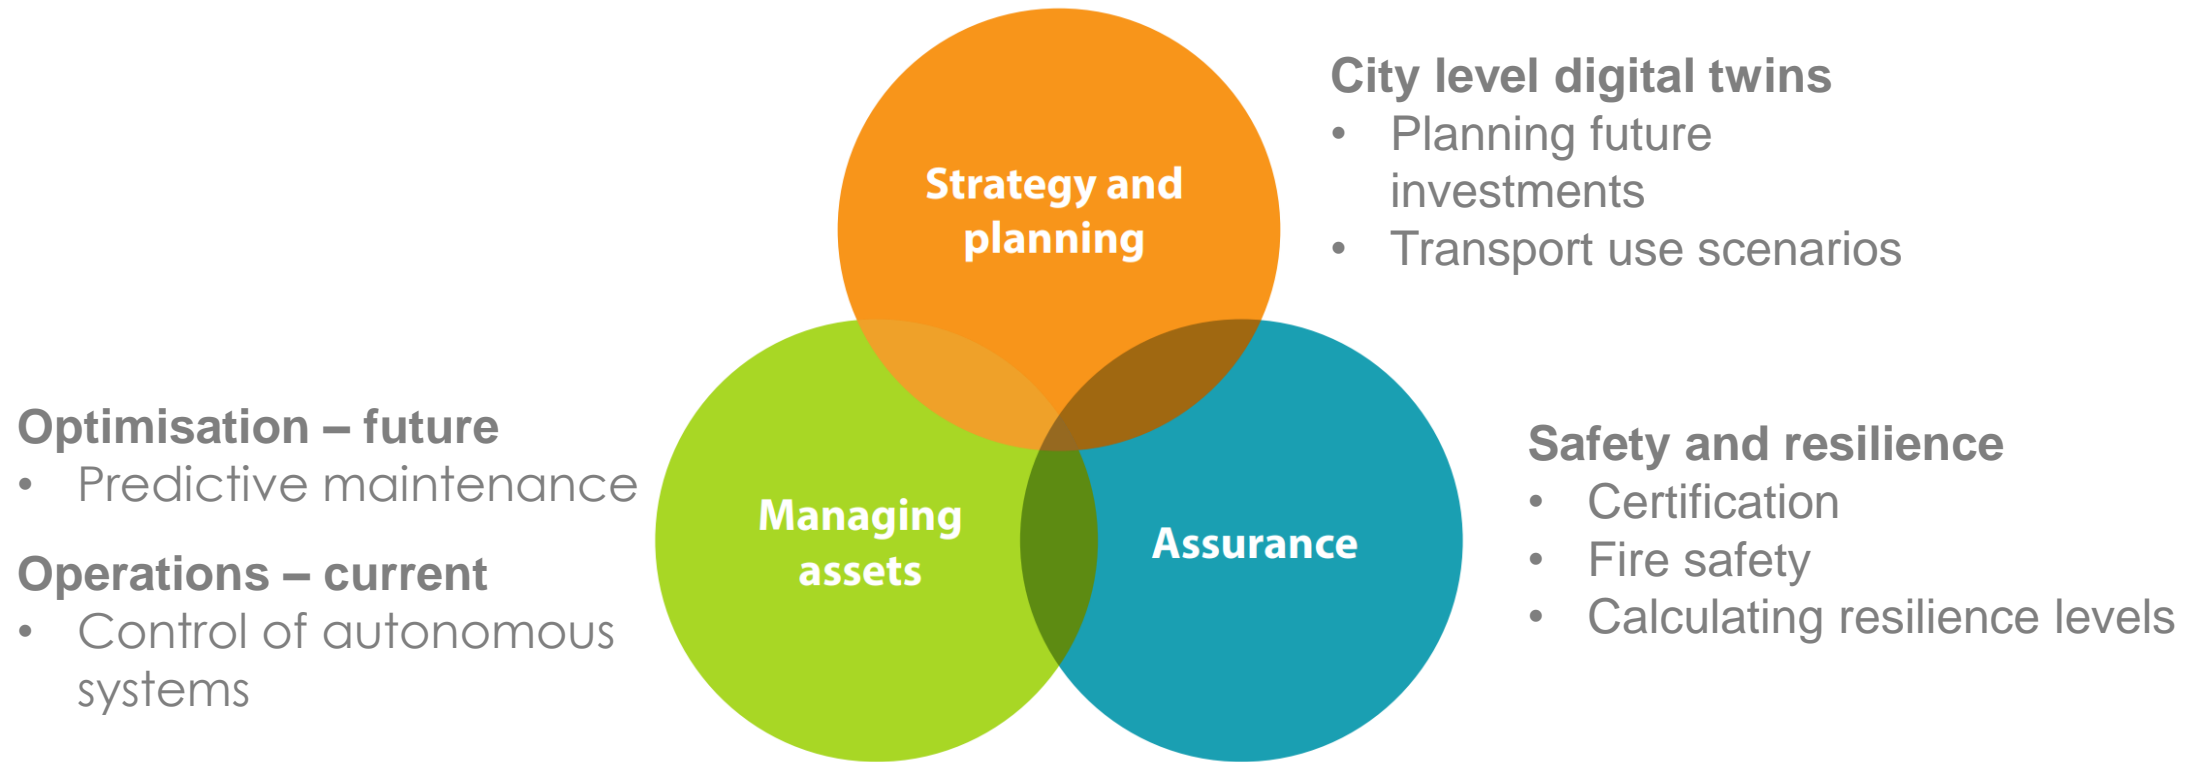 Strategy and
planning
City level digital twins
• Planning future
investments
• Transport use scenarios
Optimisation – future
• Predictive maintenance
Operations – current
• Control of autonomous
systems
Managing
assets
Assurance
Safety and resilience
• Certification
• Fire safety
• Calculating resilience levels